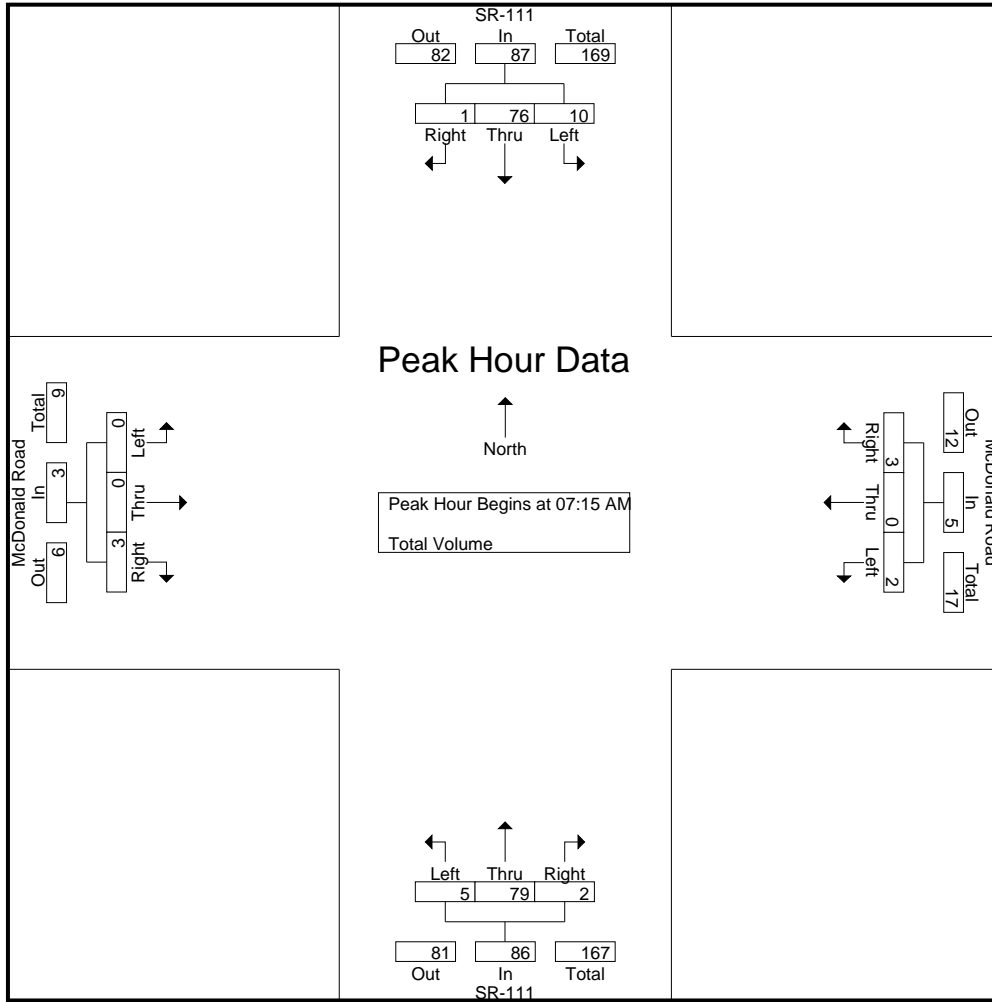 SR-111
Out In Total
82 87 169
1 76 10
Right Thru Left
Peak Hour Data
North
Peak Hour Begins at 07:15 AM
Total Volume
McDonald Road
Total In Out
9 3 6
0 0 3
Left Thru Right
McDonald Road
Out In Total
12 5 17
3 0 2
Right Thru Left
Left Thru Right
5 79 2
81 86 167
Out In Total
SR-111